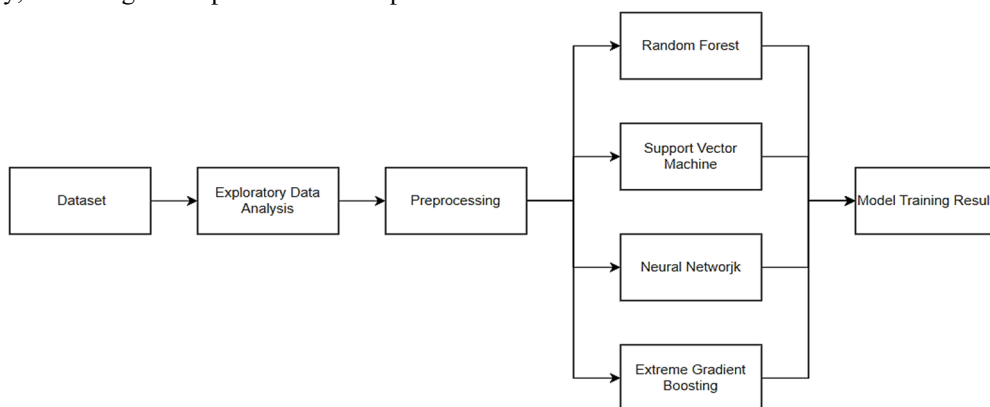 Random Forest
Support Vector
Machine
Dataset
Exploratory Data
Analysis
Preprocessing
Model Training Resul
Neural Networjk
Extreme Gradient
Boosting